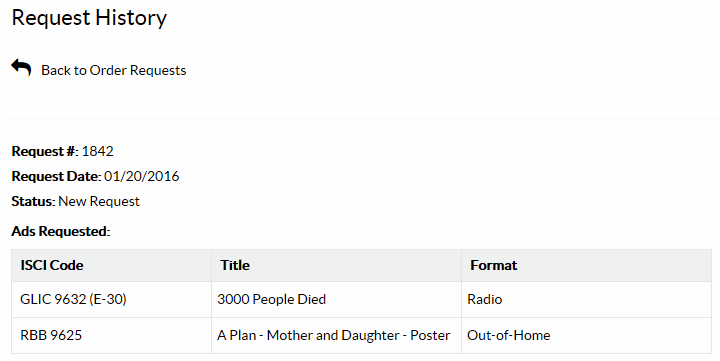 Request History
Back to Order Requests
Request #: 1842
Request Date: 01/20/2016
Status: New Request
Ads Requested:
ISCI Code Title Format
GLIC 9632 (E-30) 3000 People Died Radio
RBB 9625 A Plan - Mother and Daughter - Poster Out-of-Home